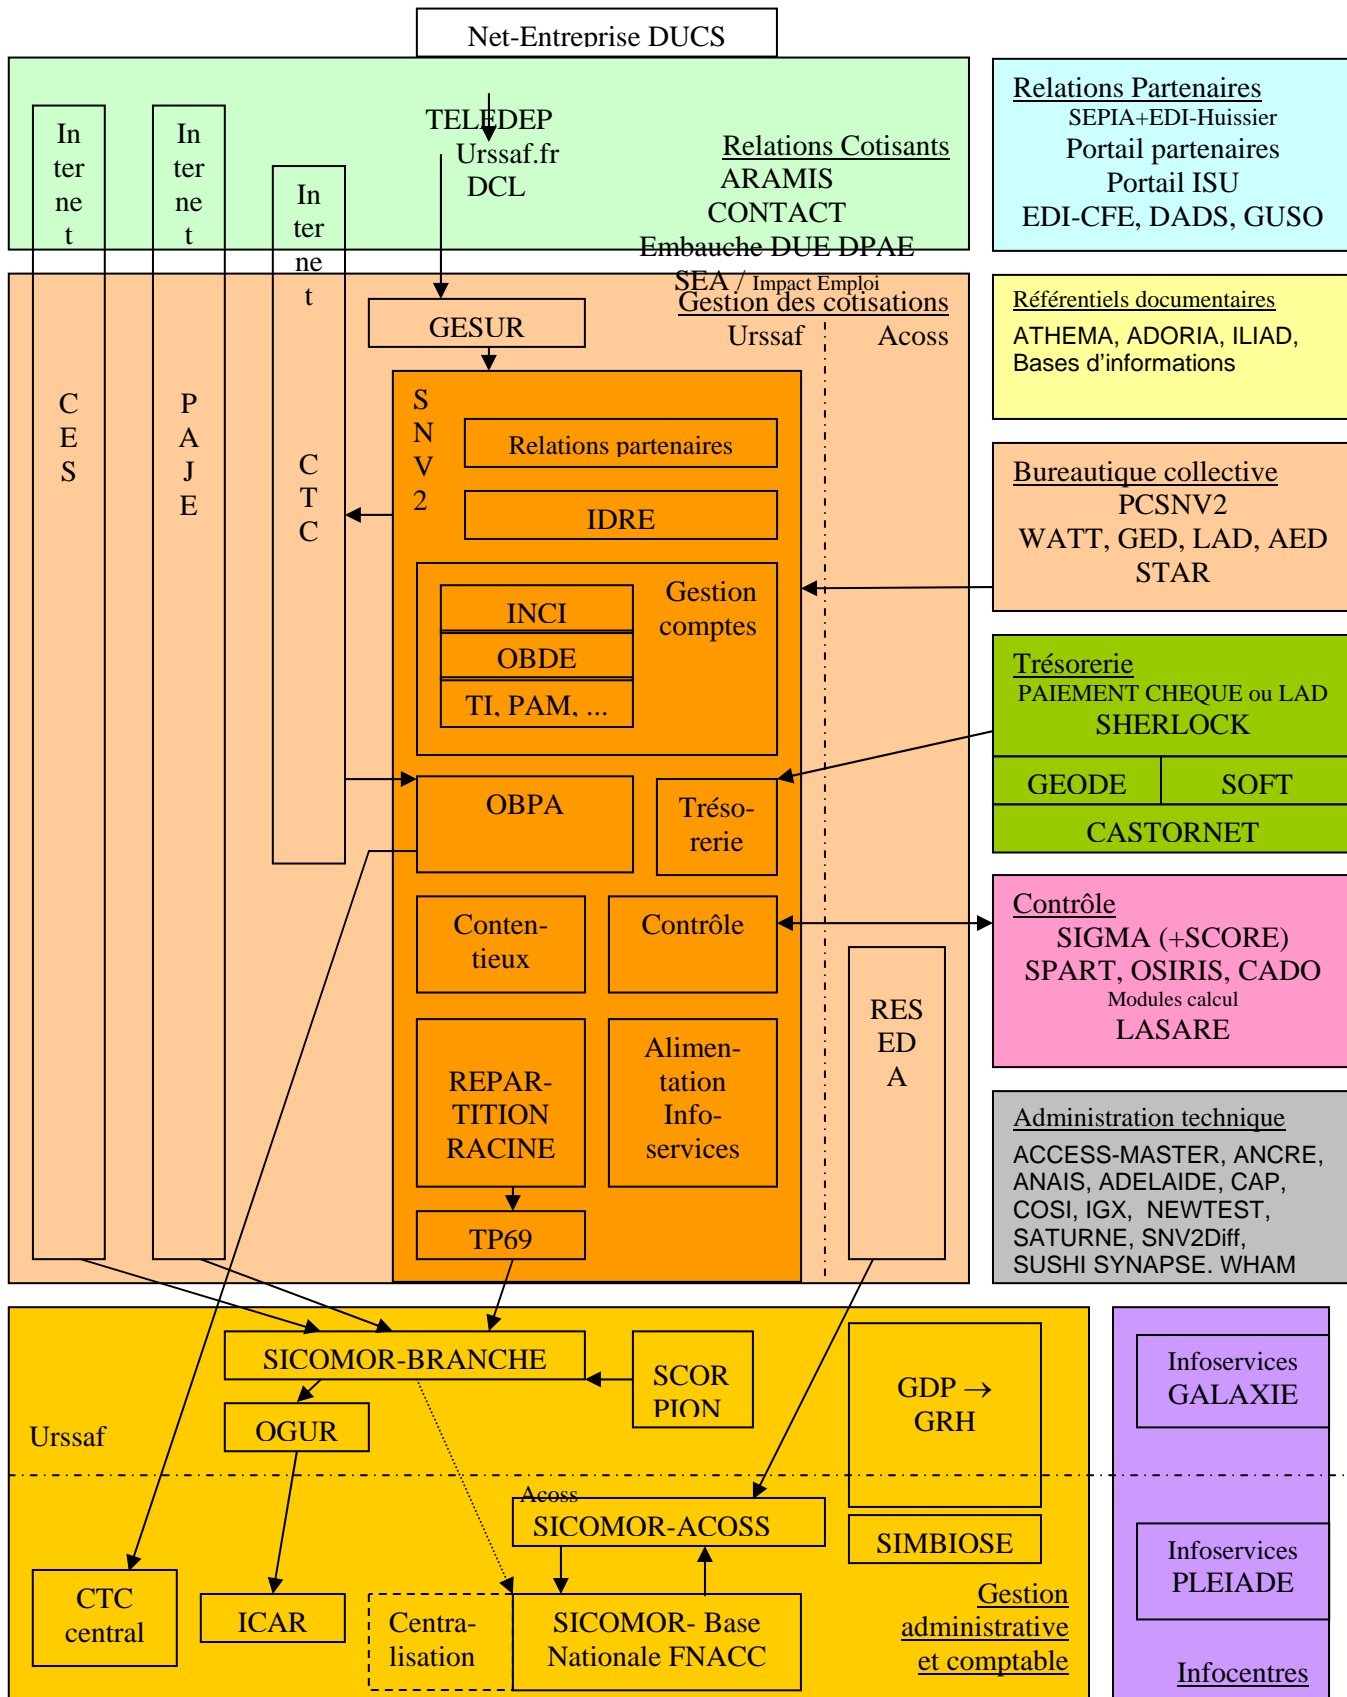 Net-Entreprise DUCS
In
ter
ne
t
In
ter
ne
t
In
ter
ne
t
TELEDEP
Urssaf.fr
DCL
Relations Cotisants
ARAMIS
CONTACT
Embauche DUE DPAE
SEA / Impact Emploi
Gestion des cotisations
Urssaf
Acoss
GESUR
C
E
S
P
A
J
E
C
T
C
S
N
V
2
Relations partenaires
IDRE
Gestion
comptes
INCI
OBDE
TI, PAM, ...
OBPA
Tréso-
rerie
Conten-
tieux
Contrôle
REPAR-
TITION
RACINE
Alimen-
tation
Info-
services
TP69
RES
ED
A
Relations Partenaires
SEPIA+EDI-Huissier
Portail partenaires
Portail ISU
EDI-CFE, DADS, GUSO
Référentiels documentaires
ATHEMA, ADORIA, ILIAD,
Bases d'informations
Bureautique collective
PCSNV2
WATT, GED, LAD, AED
STAR
Trésorerie
PAIEMENT CHEQUE ou LAD
SHERLOCK
GEODE
SOFT
CASTORNET
Contrôle
SIGMA (+SCORE)
SPART, OSIRIS, CADO
Modules calcul
LASARE
Administration technique
ACCESS-MASTER, ANCRE,
ANAIS, ADELAIDE, CAP,
COSI, IGX, NEWTEST,
SATURNE, SNV2Diff,
SUSHI SYNAPSE. WHAM
SICOMOR-BRANCHE
SCOR
PION
GDP →
GRH
OGUR
Urssaf
Acoss
SICOMOR-ACOSS
SIMBIOSE
CTC
central
ICAR
Centra-
lisation
SICOMOR- Base
Nationale FNACC
Gestion
administrative
et comptable
Infoservices
GALAXIE
Infoservices
PLEIADE
Infocentres